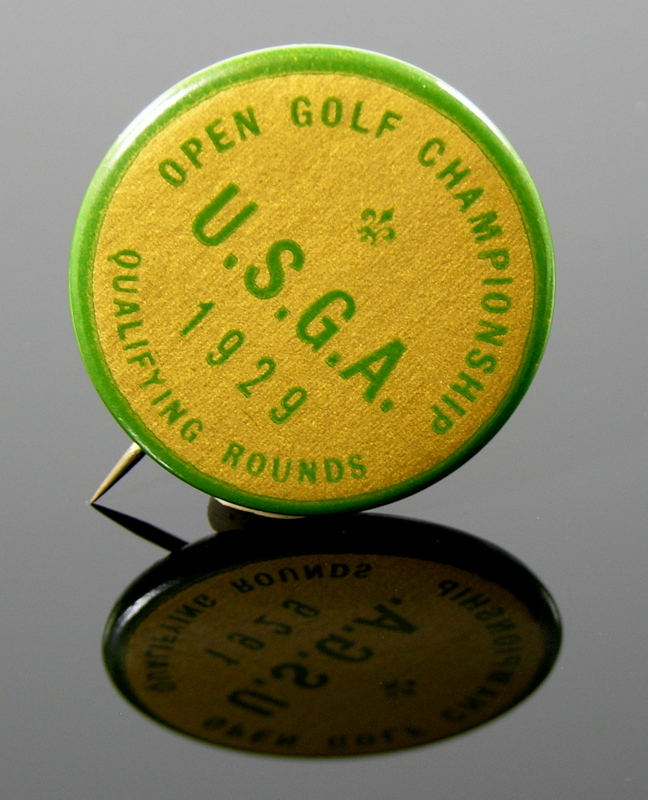 OPEN GOLF CHAMPIONSHIP
U.S.G.A.
1929
QUALIFYING ROUNDS